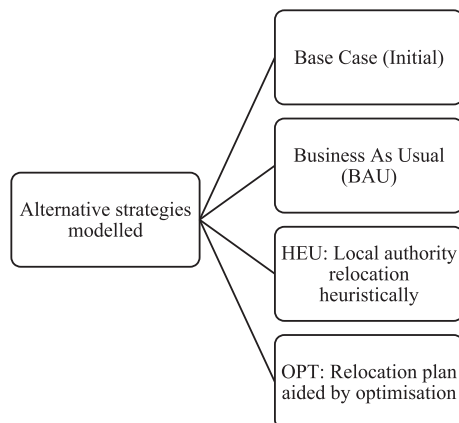 Base Case (Initial)
Business As Usual
(BAU)
Alternative strategies
modelled
HEU: Local authority
relocation
heuristically
OPT: Relocation plan
aided by optimisation